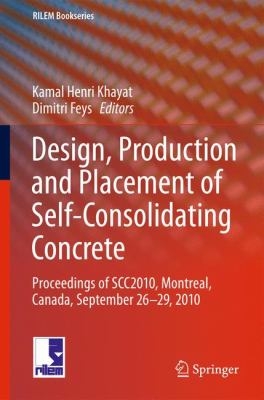 RILEM Bookseries
Kamal Henri Khayat
Dimitri Feys Editors
Design, Production
and Placement of
Self-Consolidating
Concrete
Proceedings of SCC2010, Montreal,
Canada, September 26–29, 2010
rilem
Springer